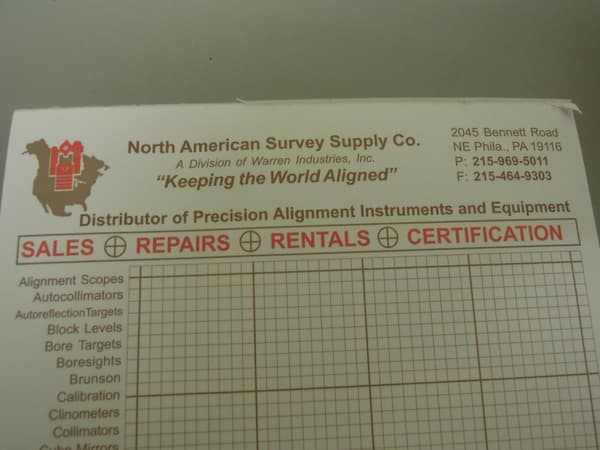 North American Survey Supply Co.
A Division of Warren Industries, Inc.
"Keeping the World Aligned"
2045 Bennett Road
NE Phila., PA 19116
P: 215-969-5011
F: 215-464-9303
Distributor of Precision Alignment Instruments and Equipment
SALES REPAIRS RENTALS CERTIFICATION
Alignment Scopes
Autocollimators
Autoreflection Targets
Block Levels
Bore Targets
Boresights
Brunson
Calibration
Clinometers
Collimators
Cube Mirrors